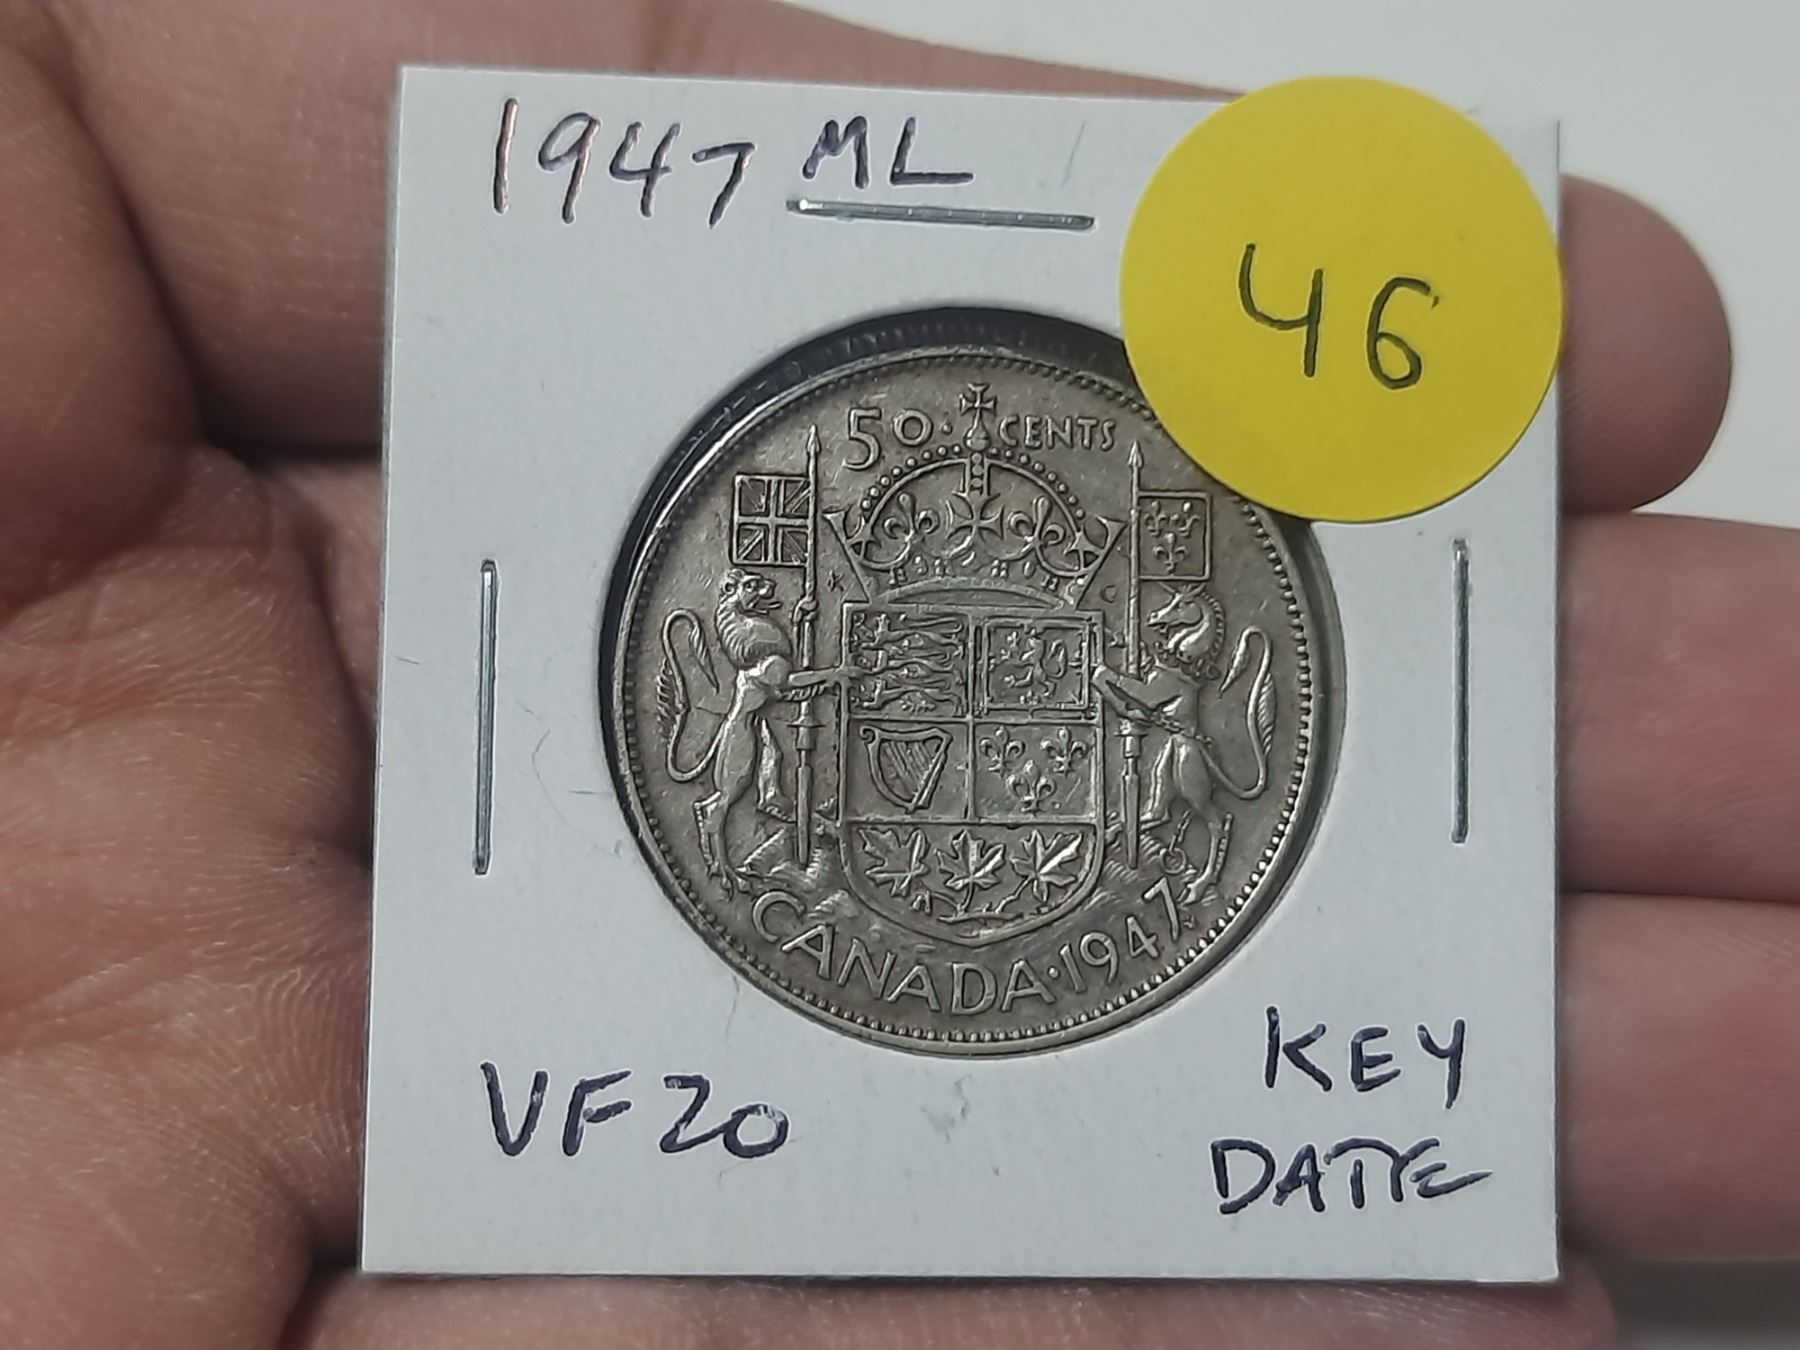 1947 ML
46
50 · CENTS
K C
CANADA · 1947
VF20
KEY
DATE